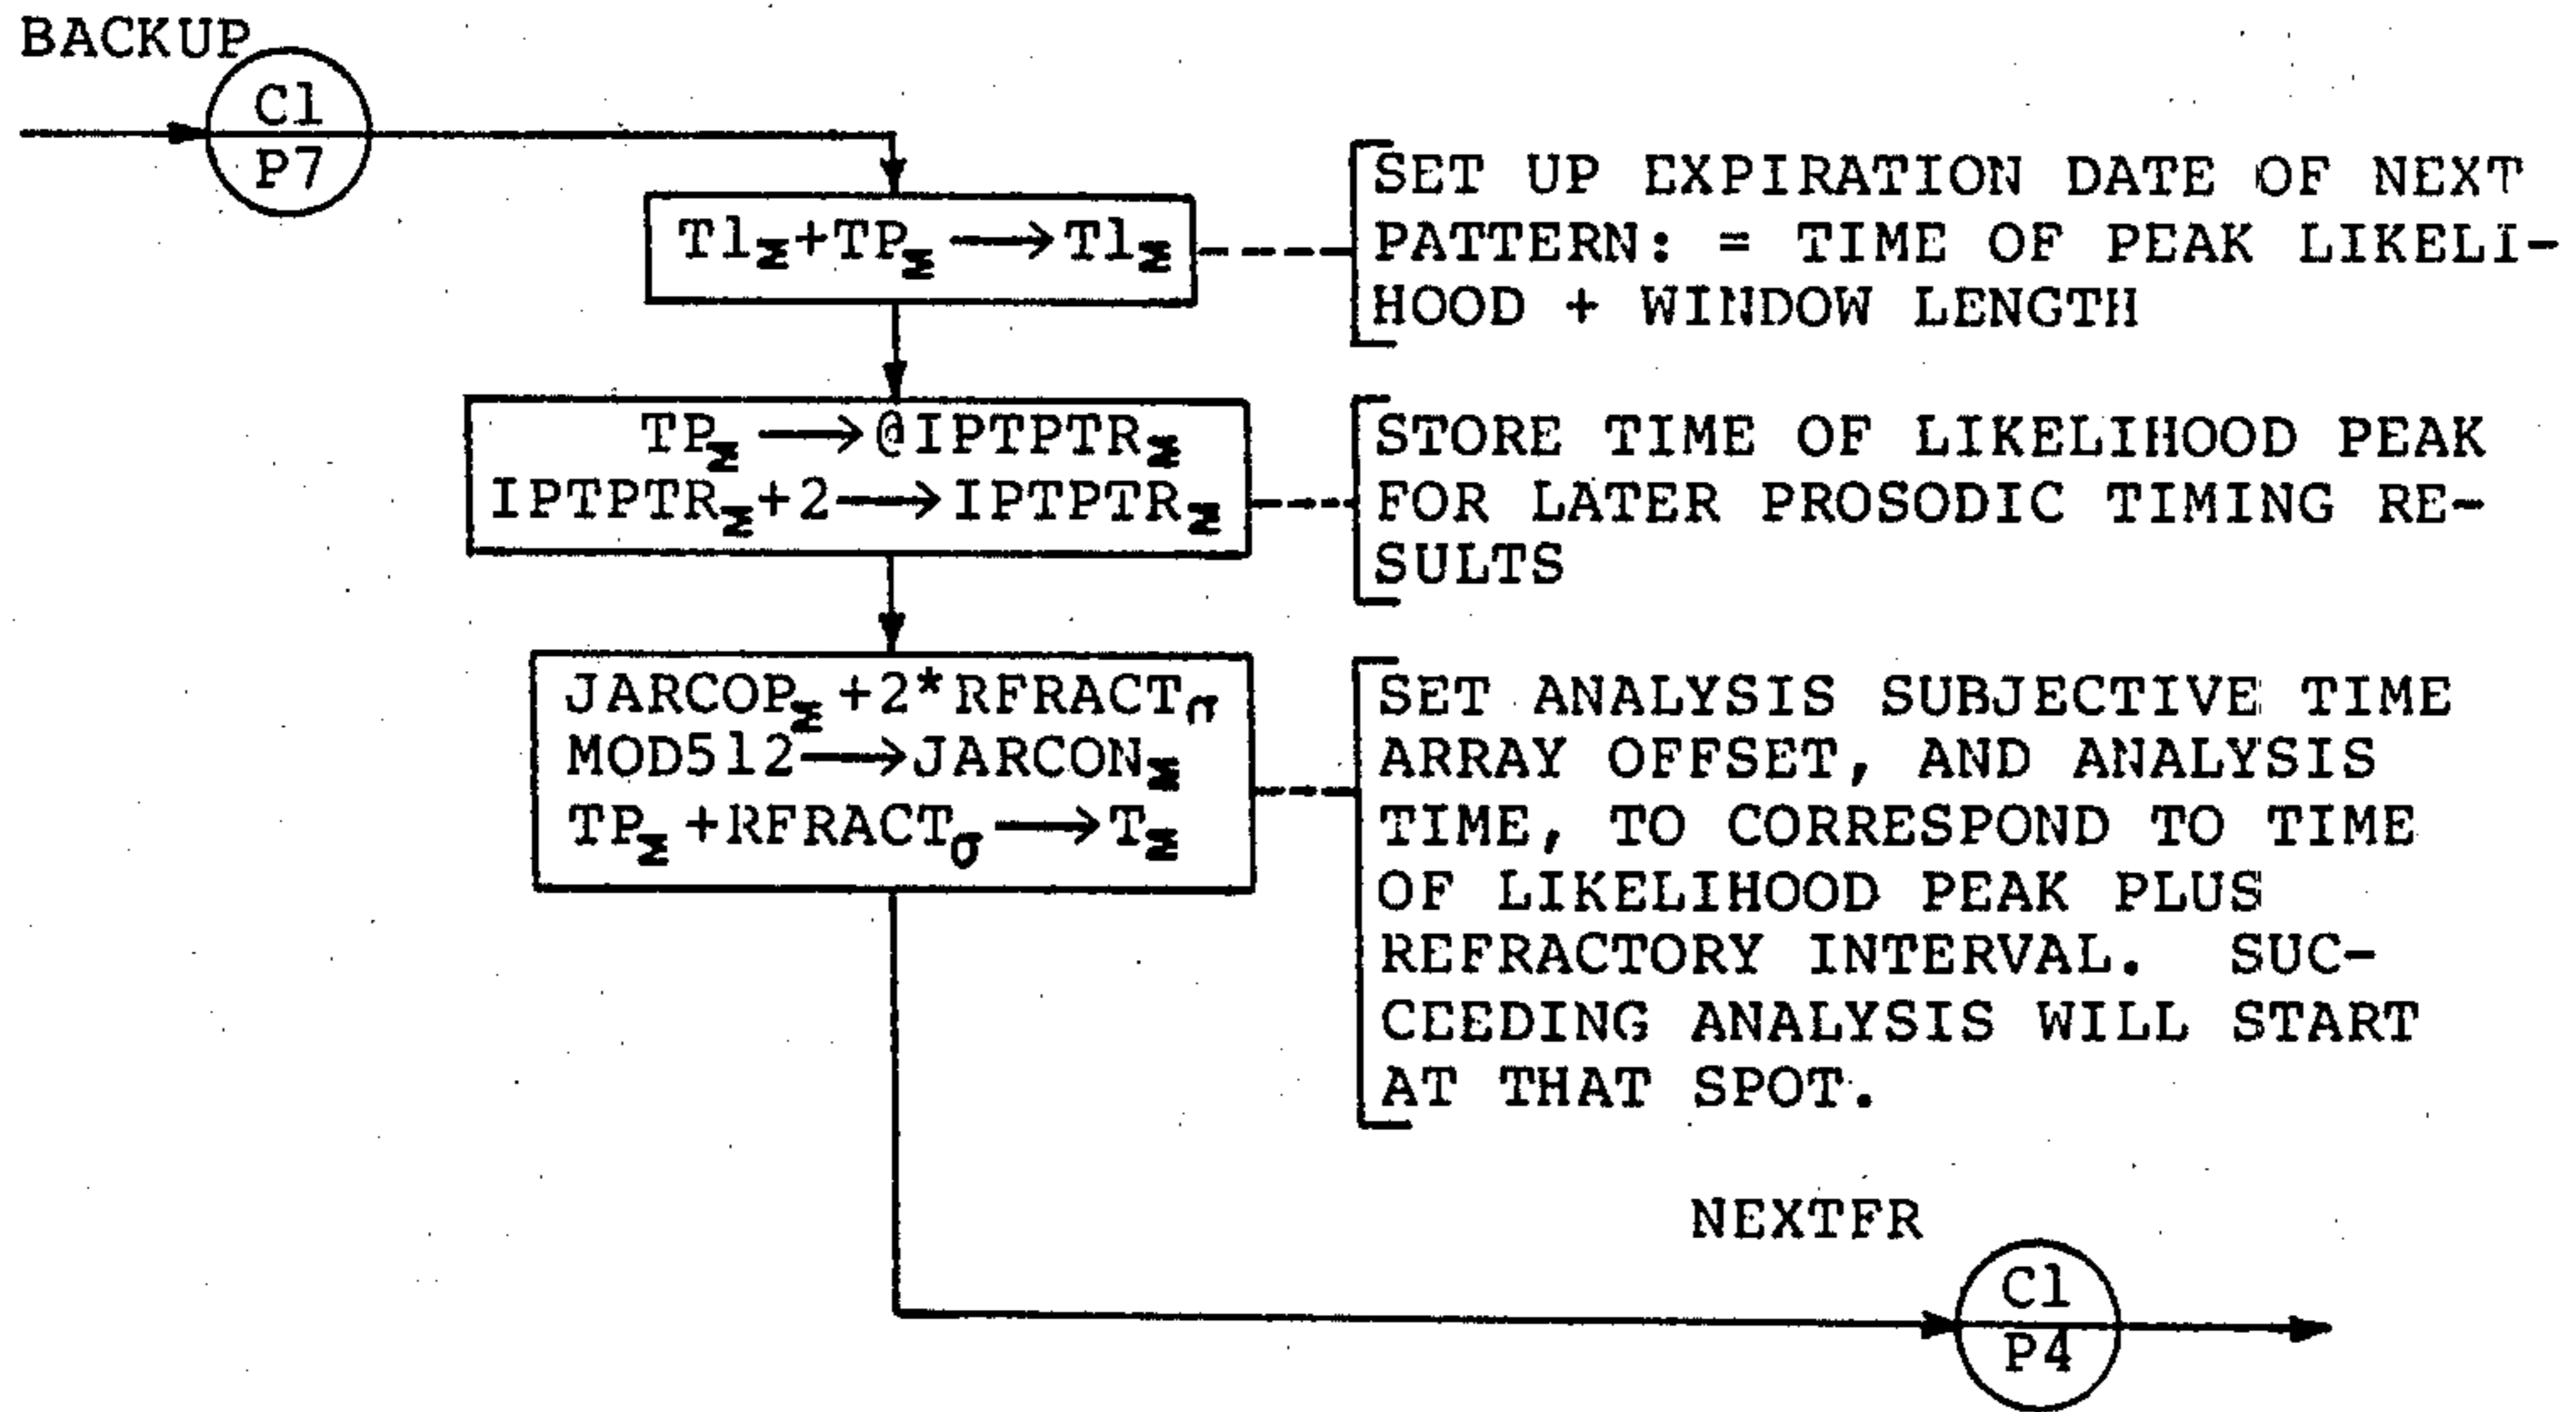 BACKUP
C1
P7
T1Σ+TPΣ⟶T1Σ
SET UP EXPIRATION DATE OF NEXT
PATTERN: = TIME OF PEAK LIKELI-
HOOD + WINDOW LENGTH
TPΣ⟶@IPTPTRΣ
IPTPTRΣ+2⟶IPTPTRΣ
STORE TIME OF LIKELIHOOD PEAK
FOR LATER PROSODIC TIMING RE-
SULTS
JARCOPΣ +2*RFRACTσ
MOD512⟶JARCONΣ
TPΣ +RFRACTσ⟶TΣ
SET ANALYSIS SUBJECTIVE TIME
ARRAY OFFSET, AND ANALYSIS
TIME, TO CORRESPOND TO TIME
OF LIKELIHOOD PEAK PLUS
REFRACTORY INTERVAL. SUC-
CEEDING ANALYSIS WILL START
AT THAT SPOT.
NEXTFR
C1
P4